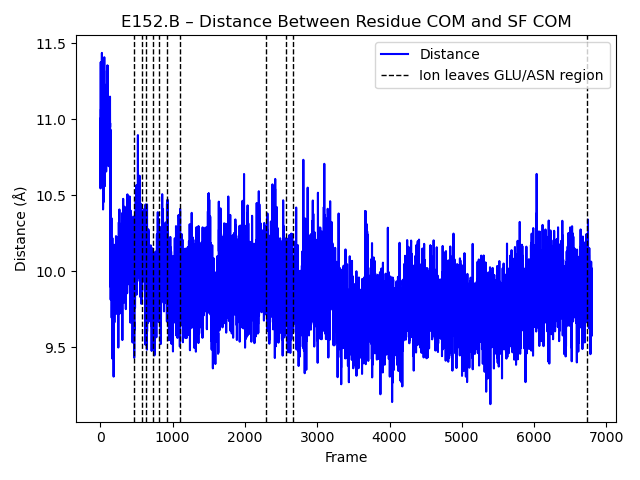 E152.B – Distance Between Residue COM and SF COM
Distance (Å)
11.5
11.0
10.5
10.0
9.5
Distance
Ion leaves GLU/ASN region
0 1000 2000 3000 4000 5000 6000 7000
Frame